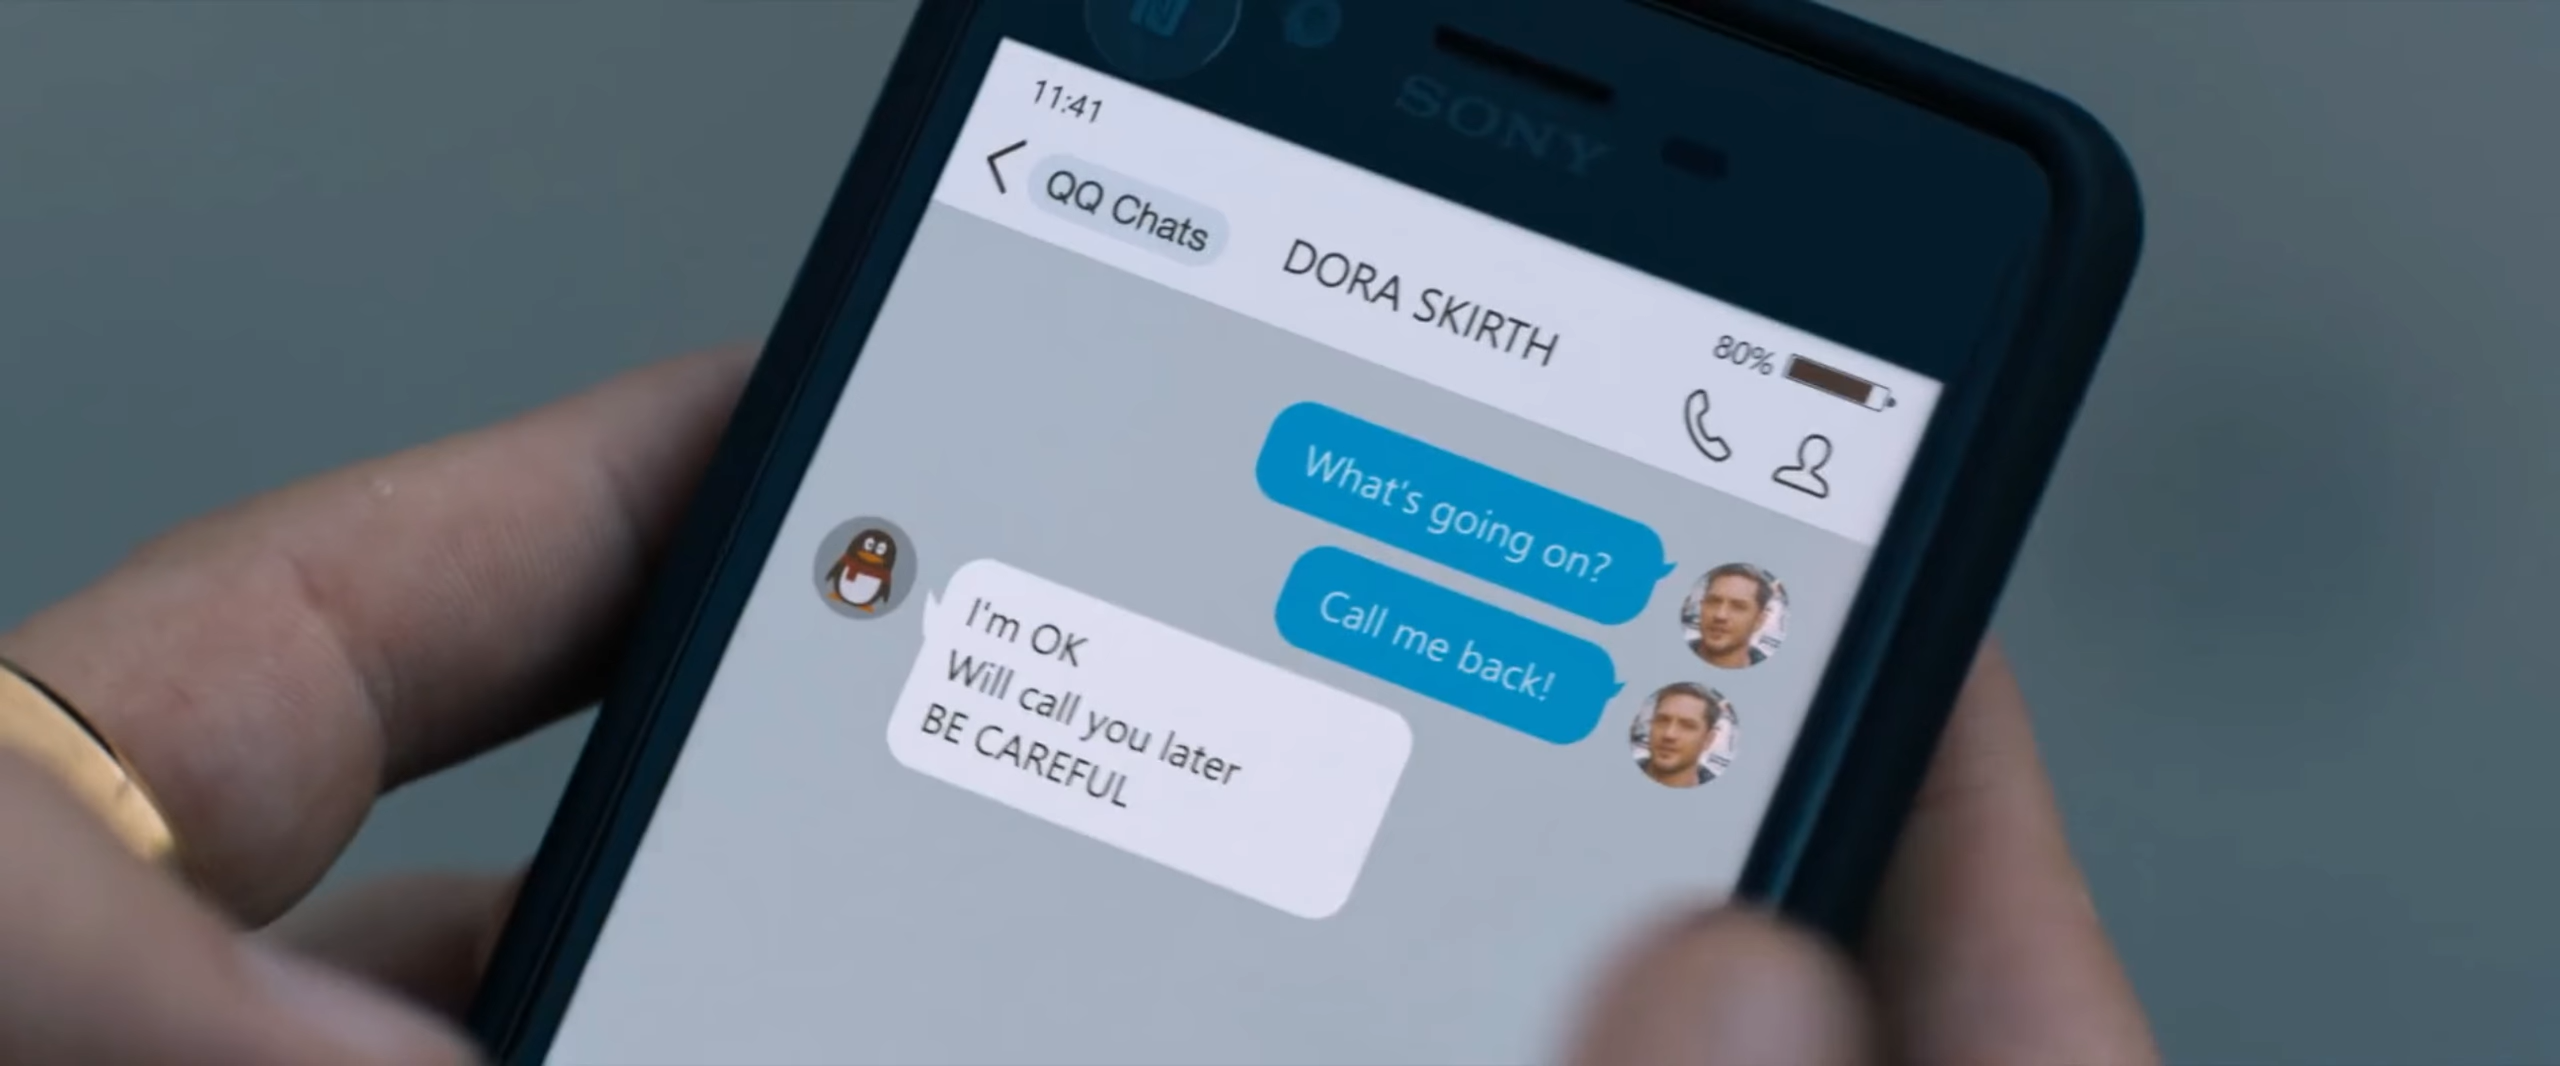 SONY
11:41
80%
QQ Chats
DORA SKIRTH
What's going on?
Call me back!
I'm OK
Will call you later
BE CAREFUL